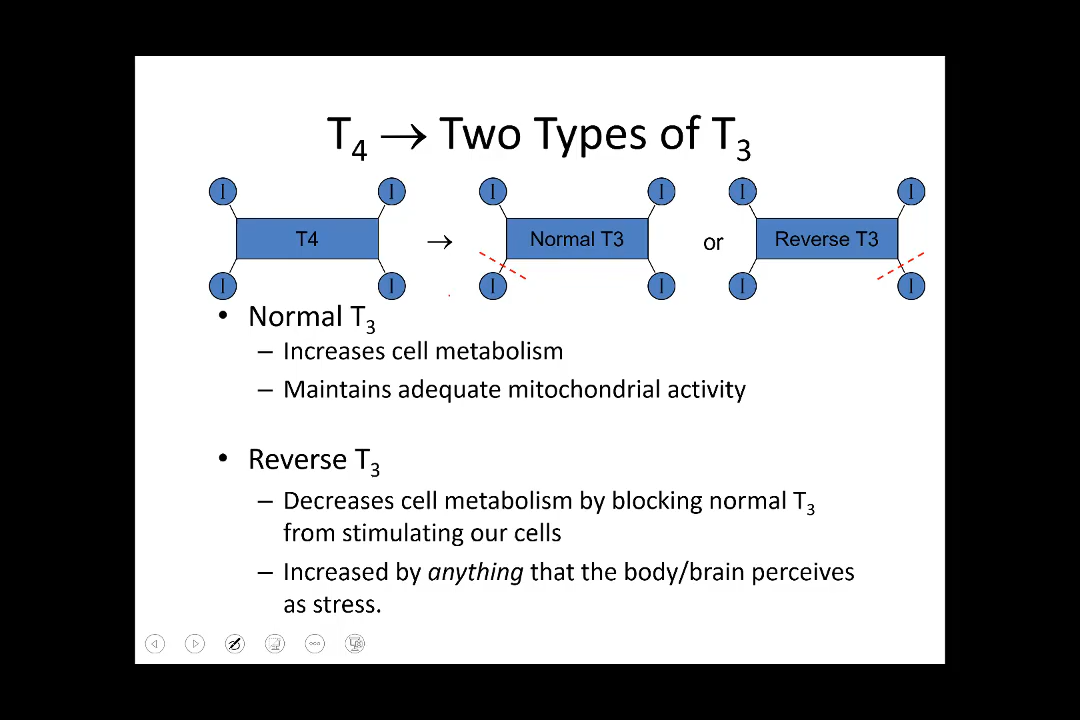 T₄ → Two Types of T₃
I I I I I I
T4 → Normal T3 or Reverse T3
I I I I I I
• Normal T₃
– Increases cell metabolism
– Maintains adequate mitochondrial activity
• Reverse T₃
– Decreases cell metabolism by blocking normal T₃
from stimulating our cells
– Increased by anything that the body/brain perceives
as stress.